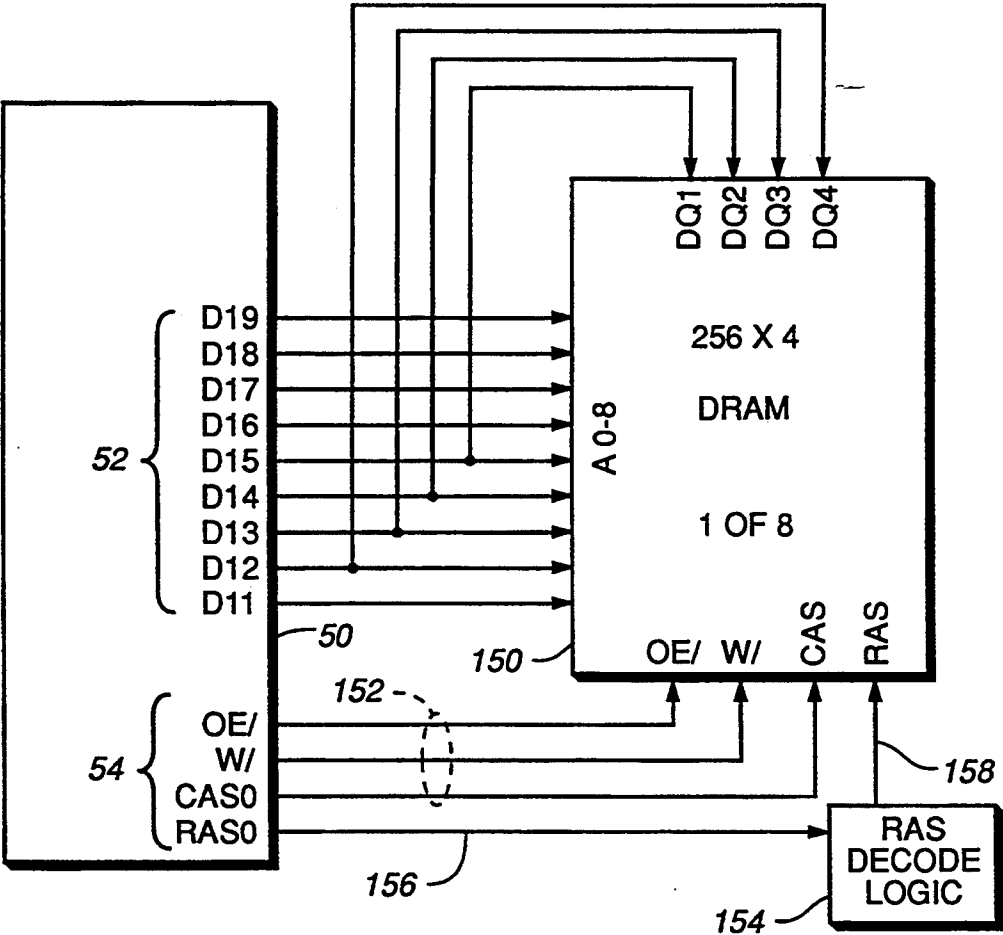 DQ1
DQ2
DQ3
DQ4
D19
D18
D17
D16
D15
D14
D13
D12
D11
52
A 0-8
256 X 4
DRAM
1 OF 8
50
150
OE/ W/ CAS RAS
152
54
OE/
W/
CAS0
RAS0
156
158
RAS
DECODE
LOGIC
154